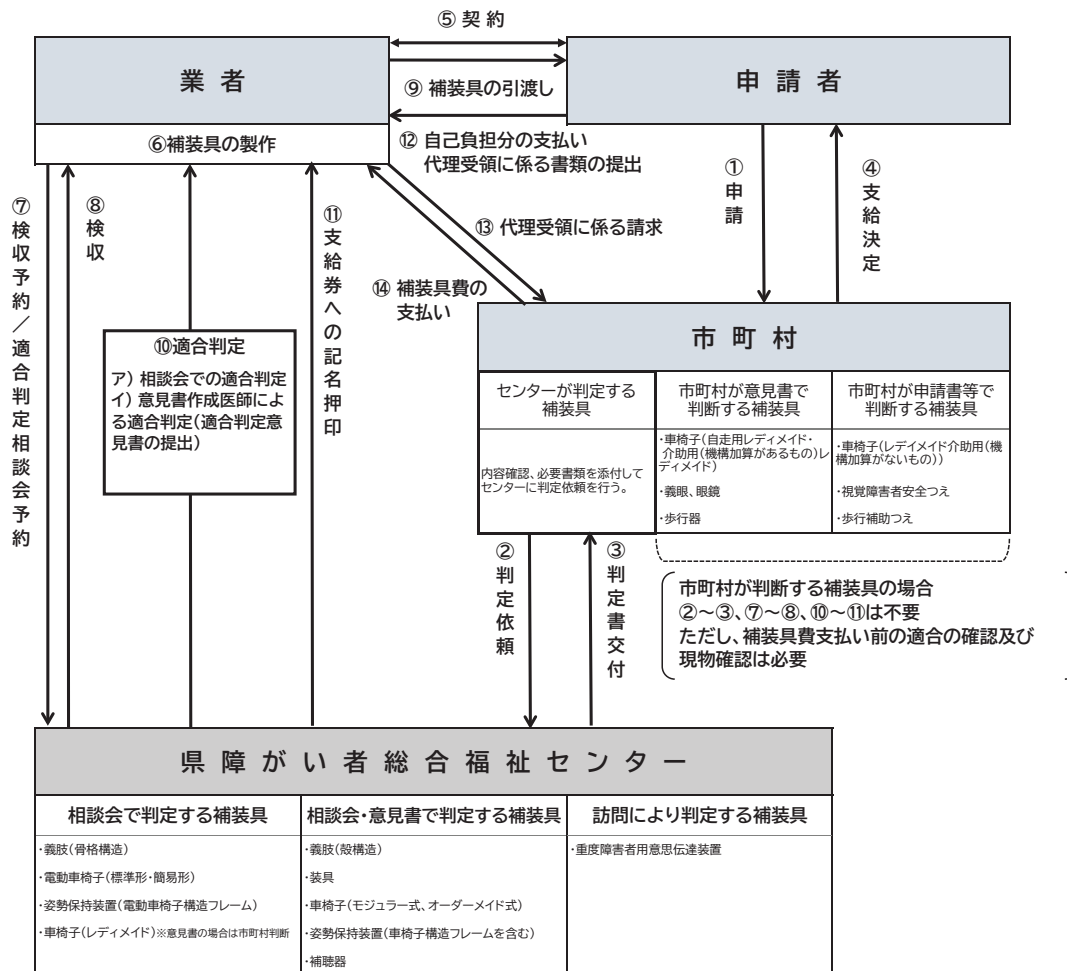 ⑤ 契 約
業 者
申 請 者
⑨ 補装具の引渡し
⑥補装具の製作
⑫ 自己負担分の支払い
代理受領に係る書類の提出
①申請
④支給決定
⑦検収予約／適合判定相談会予約
⑧検収
⑪支給券への記名押印
⑬ 代理受領に係る請求
⑭ 補装具費の
支払い
⑩適合判定
ア) 相談会での適合判定
イ) 意見書作成医師によ
る適合判定(適合判定意
見書の提出)
市 町 村
センターが判定する
補装具
内容確認、必要書類を添付して
センターに判定依頼を行う。
市町村が意見書で
判断する補装具
・車椅子(自走用レディメイド・
介助用(機構加算があるもの)レ
ディメイド)
・義眼、眼鏡
・歩行器
市町村が申請書等で
判断する補装具
・車椅子(レデイメイド介助用(機
構加算がないもの))
・視覚障害者安全つえ
・歩行補助つえ
②判定依頼
③判定書交付
市町村が判断する補装具の場合
②～③、⑦～⑧、⑩～⑪は不要
ただし、補装具費支払い前の適合の確認及び
現物確認は必要
県 障 が い 者 総 合 福 祉 セ ン タ ー
相談会で判定する補装具
・義肢(骨格構造)
・電動車椅子(標準形・簡易形)
・姿勢保持装置(電動車椅子構造フレーム)
・車椅子(レディメイド)※意見書の場合は市町村判断
相談会・意見書で判定する補装具
・義肢(殻構造)
・装具
・車椅子(モジュラー式、オーダーメイド式)
・姿勢保持装置(車椅子構造フレームを含む)
・補聴器
訪問により判定する補装具
・重度障害者用意思伝達装置